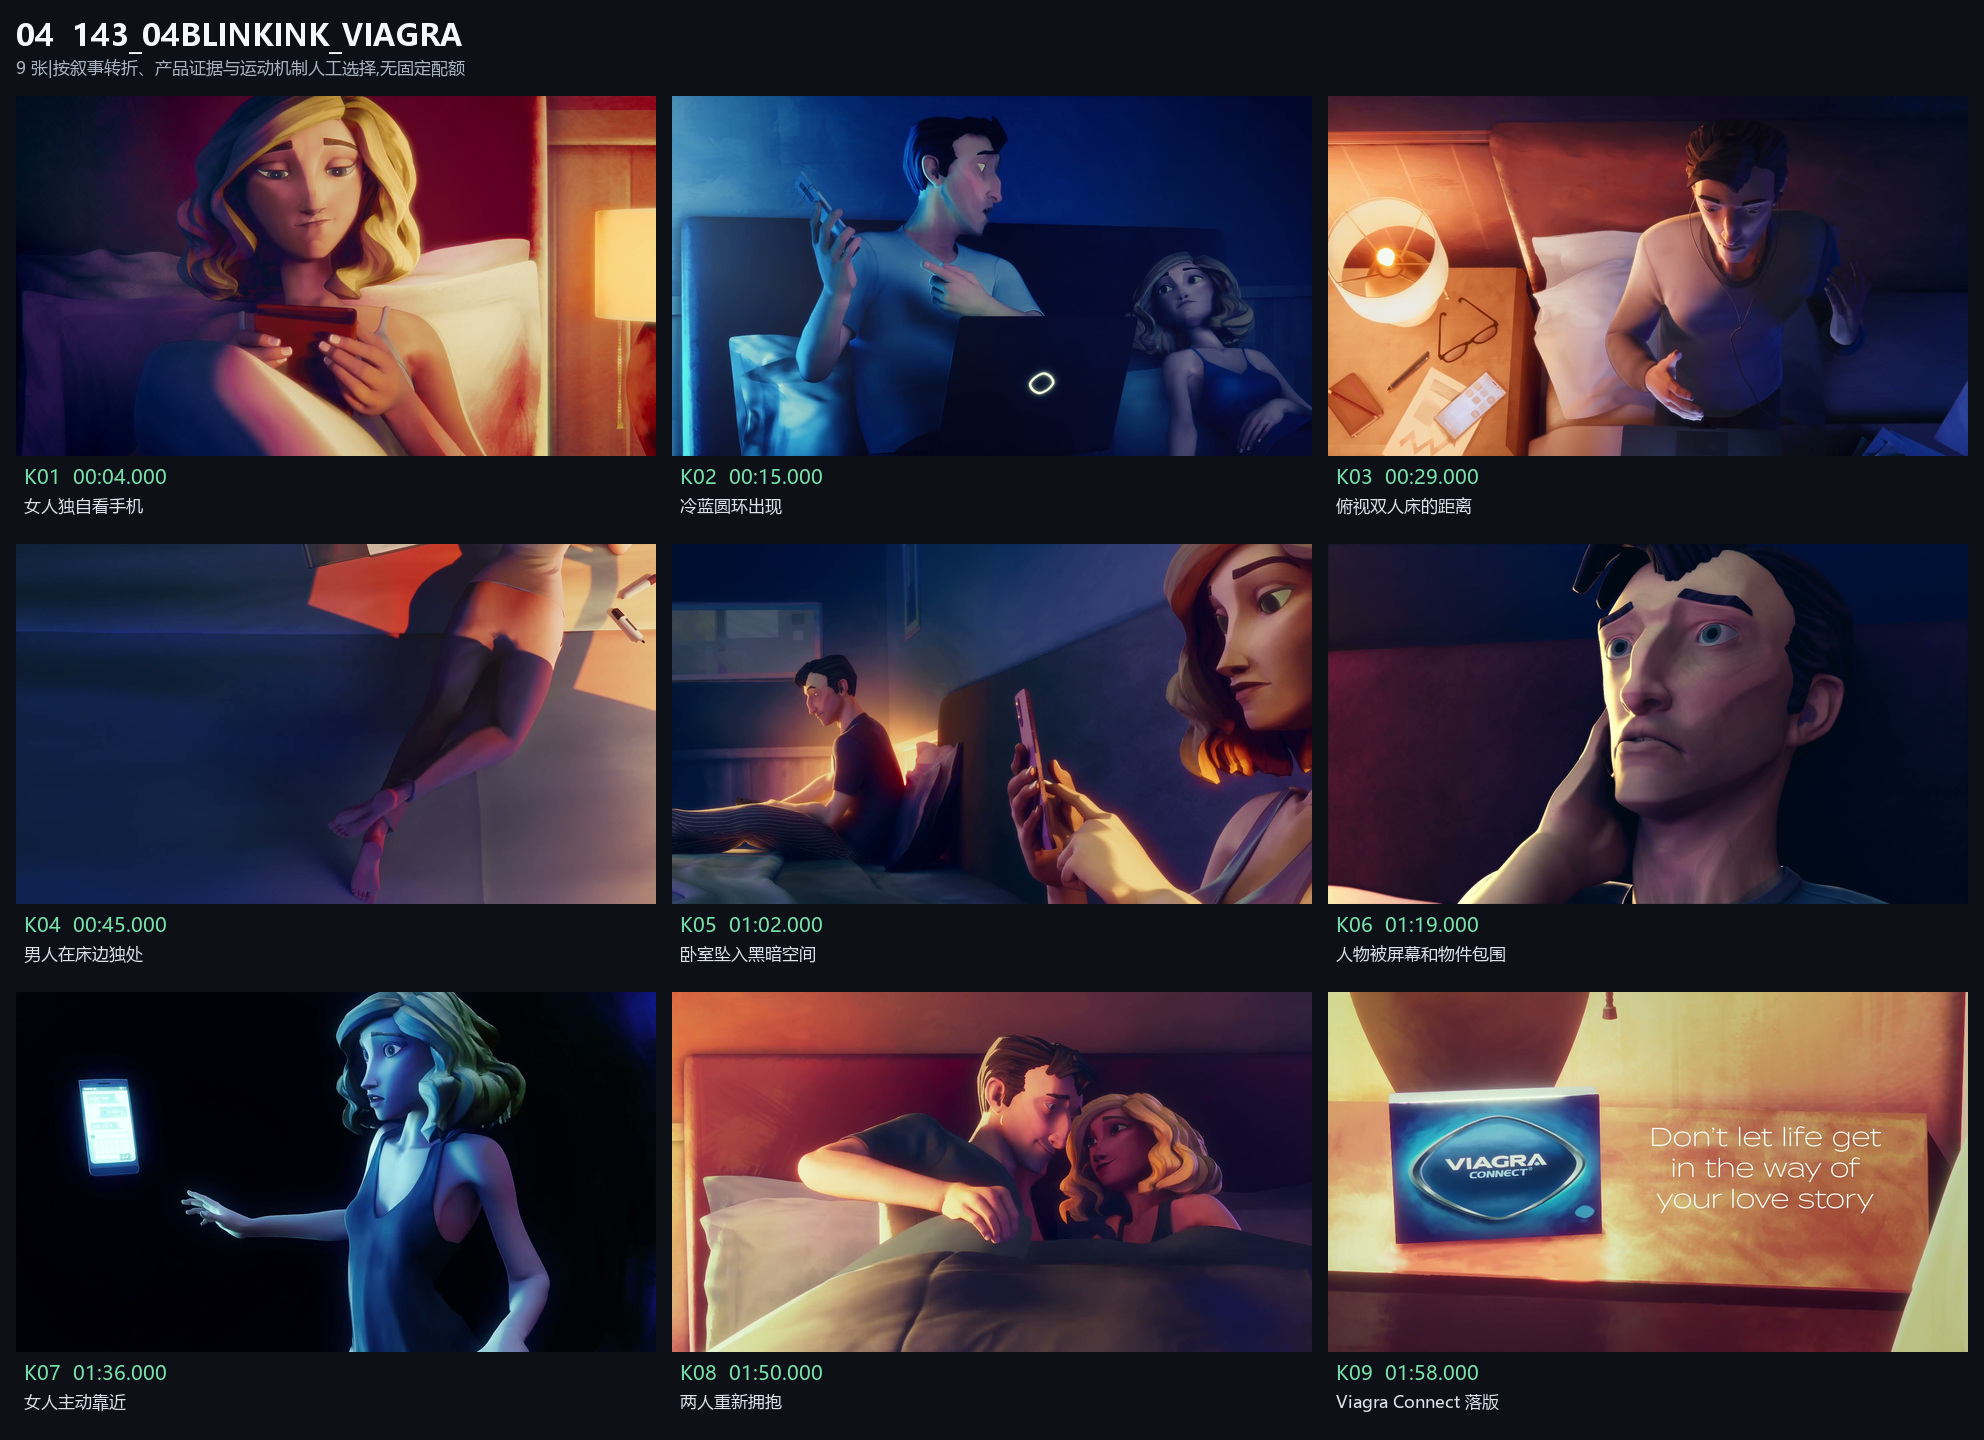 04 143_04BLINKINK_VIAGRA
9 张|按叙事转折、产品证据与运动机制人工选择,无固定配额
K01 00:04.000
女人独自看手机
K02 00:15.000
冷蓝圆环出现
K03 00:29.000
俯视双人床的距离
K04 00:45.000
男人在床边独处
K05 01:02.000
卧室坠入黑暗空间
K06 01:19.000
人物被屏幕和物件包围
K07 01:36.000
女人主动靠近
K08 01:50.000
两人重新拥抱
VIAGRA
CONNECT
Don't let life get
in the way of
your love story
K09 01:58.000
Viagra Connect 落版